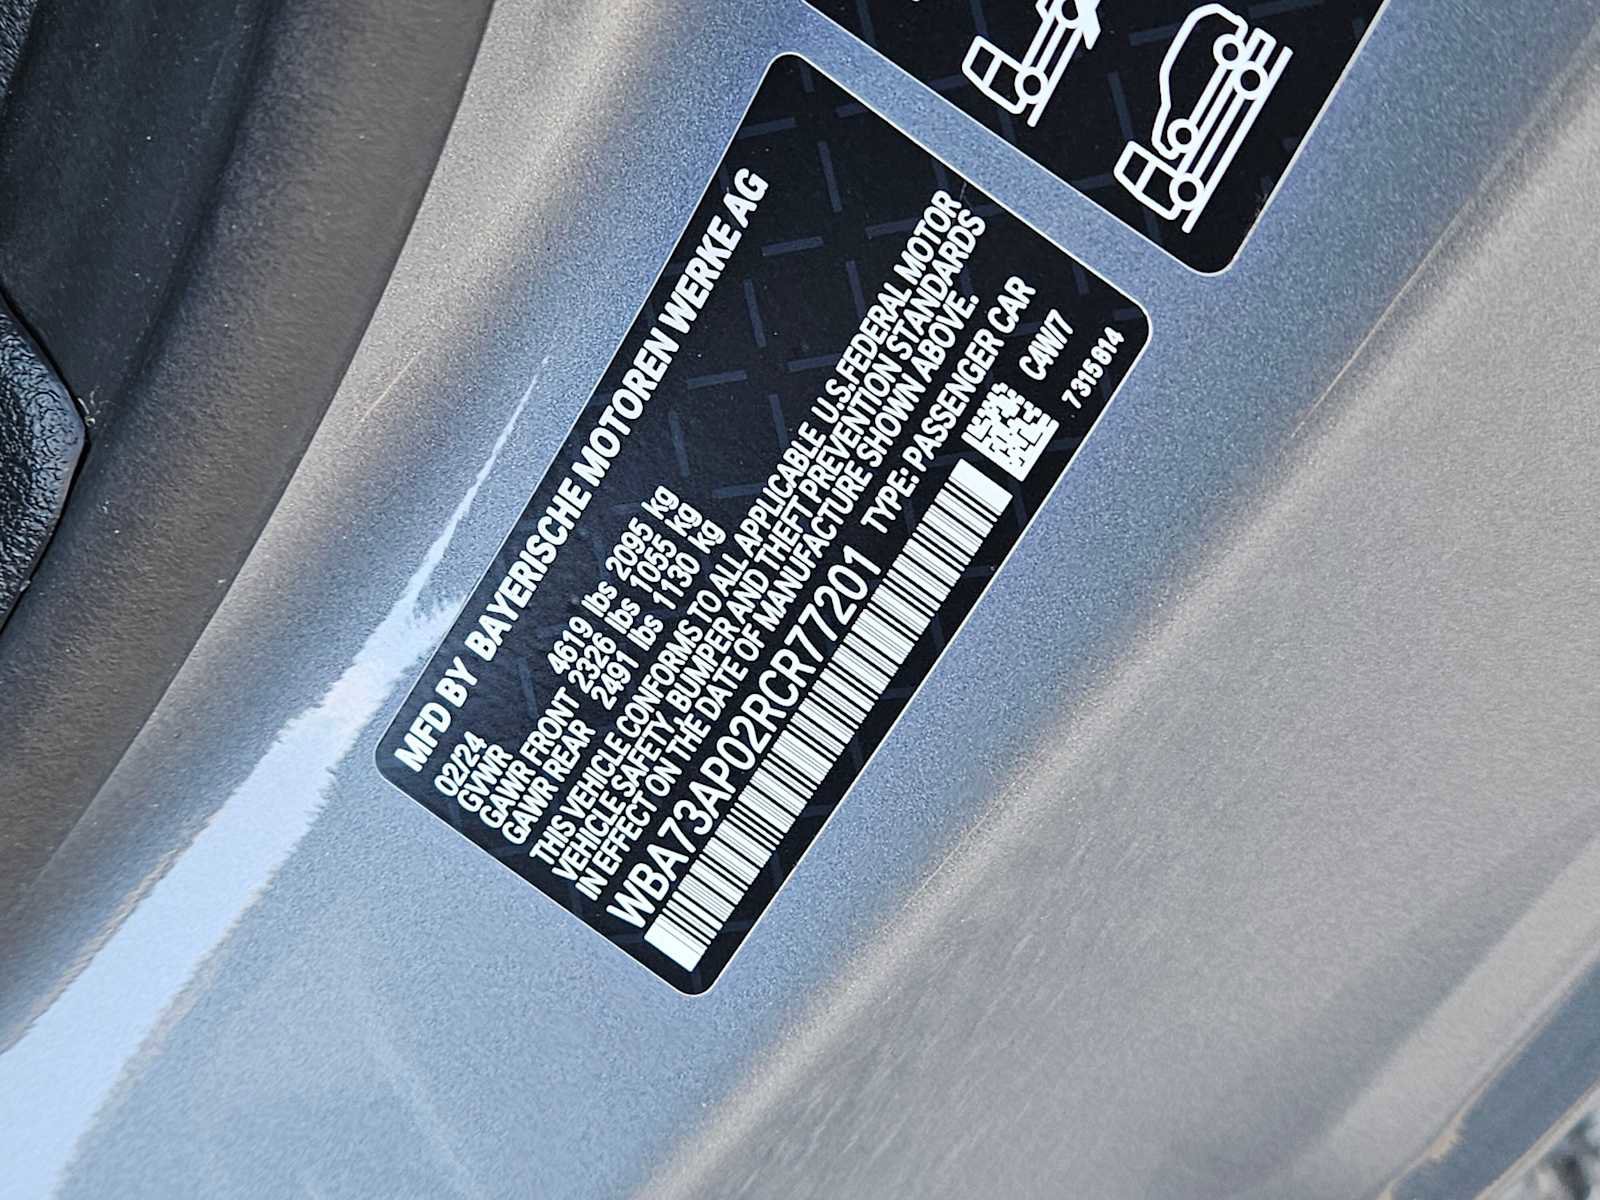 MFD BY BAYERISCHE MOTOREN WERKE AG
02/24
GVWR 4619 lbs 2095 kg
GAWR FRONT 2326 lbs 1055 kg
GAWR REAR 2491 lbs 1130 kg
THIS VEHICLE CONFORMS TO ALL APPLICABLE U.S.FEDERAL MOTOR
VEHICLE SAFETY, BUMPER AND THEFT PREVENTION STANDARDS
IN EFFECT ON THE DATE OF MANUFACTURE SHOWN ABOVE.
WBA73AP02RCR77201 TYPE: PASSENGER CAR
C4W/7
7 315 814